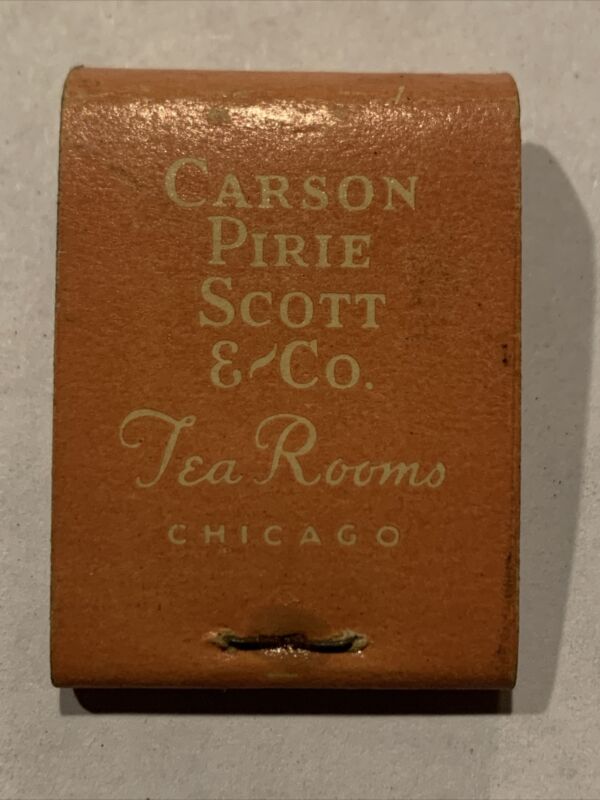 CARSON
PIRIE
SCOTT
& CO.
Tea Rooms
CHICAGO